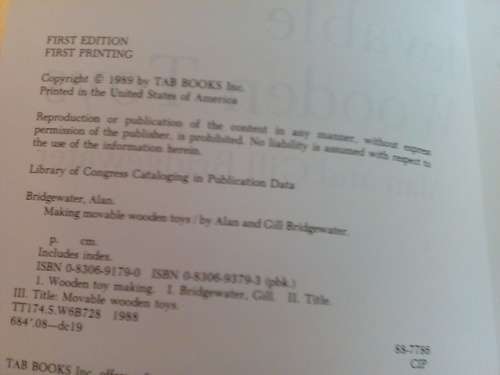 FIRST EDITION
FIRST PRINTING
Copyright © 1989 by TAB BOOKS Inc.
Printed in the United States of America
Reproduction or publication of the content in any manner, without express
permission of the publisher, is prohibited. No liability is assumed with respect to
the use of the information herein.
Library of Congress Cataloging in Publication Data
Bridgewater, Alan.
Making movable wooden toys / by Alan and Gill Bridgewater.
p. cm.
Includes index.
ISBN 0-8306-9179-0 ISBN 0-8306-9379-3 (pbk.)
1. Wooden toy making. I. Bridgewater, Gill. II. Title.
III. Title: Movable wooden toys.
TT174.5.W6B728 1988
684'.08—dc19
88-7786
CIP
TAB BOOKS Inc.